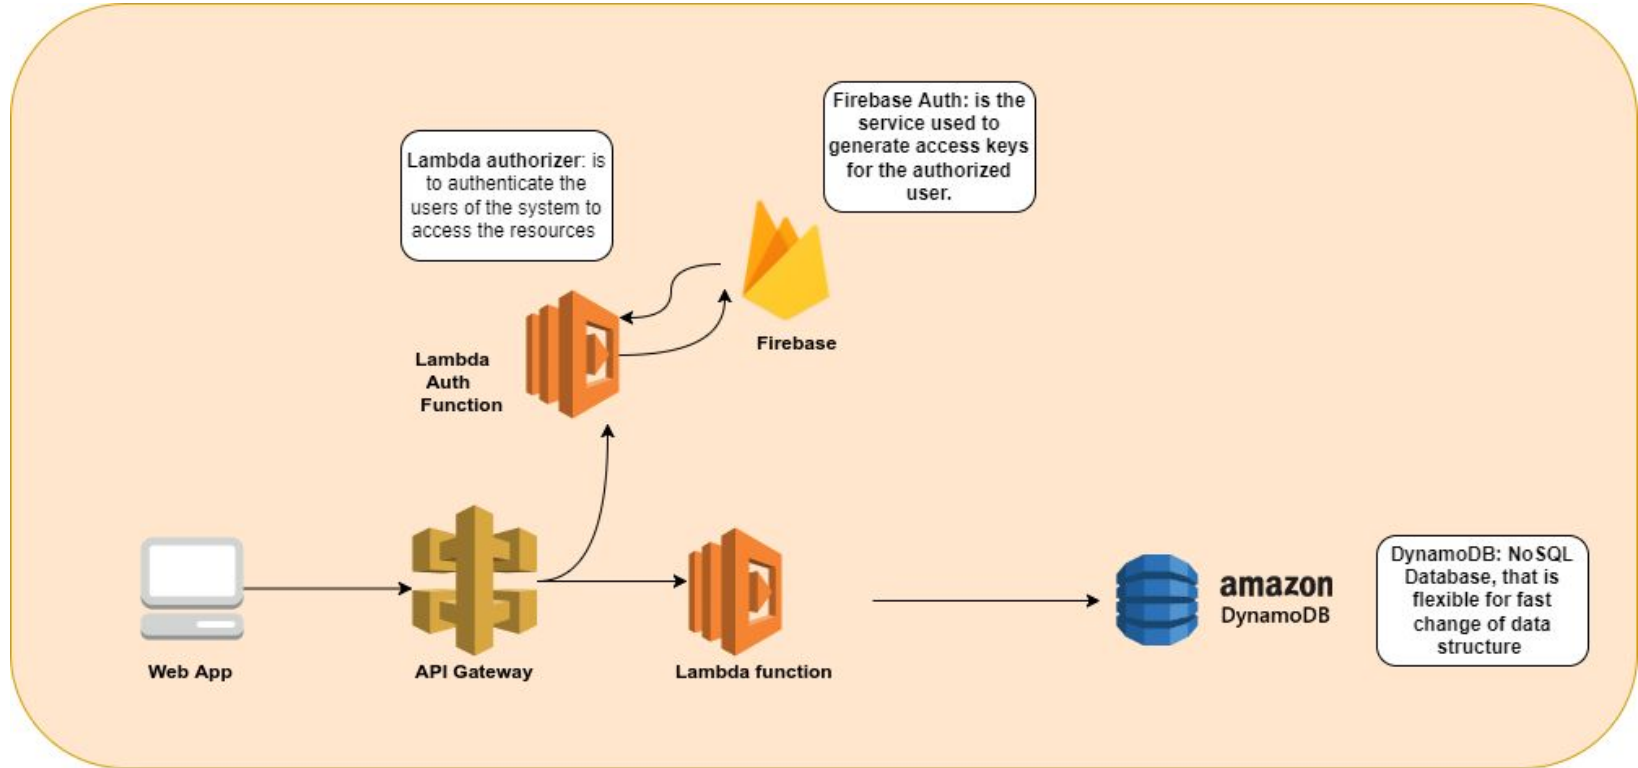 Firebase Auth: is the
service used to
generate access keys
for the authorized
user.
Lambda authorizer: is
to authenticate the
users of the system to
access the resources
Firebase
Lambda
Auth
Function
Web App
API Gateway
Lambda function
amazon
DynamoDB
DynamoDB: NoSQL
Database, that is
flexible for fast
change of data
structure